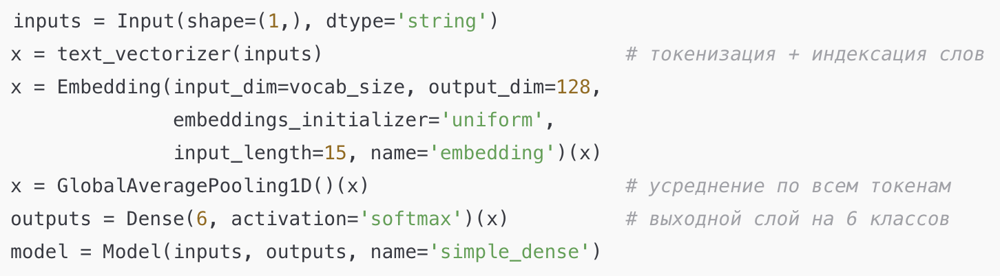 inputs = Input(shape=(1,), dtype='string')
x = text_vectorizer(inputs)                          # токенизация + индексация слов
x = Embedding(input_dim=vocab_size, output_dim=128,
              embeddings_initializer='uniform',
              input_length=15, name='embedding')(x)
x = GlobalAveragePooling1D()(x)                      # усреднение по всем токенам
outputs = Dense(6, activation='softmax')(x)          # выходной слой на 6 классов
model = Model(inputs, outputs, name='simple_dense')